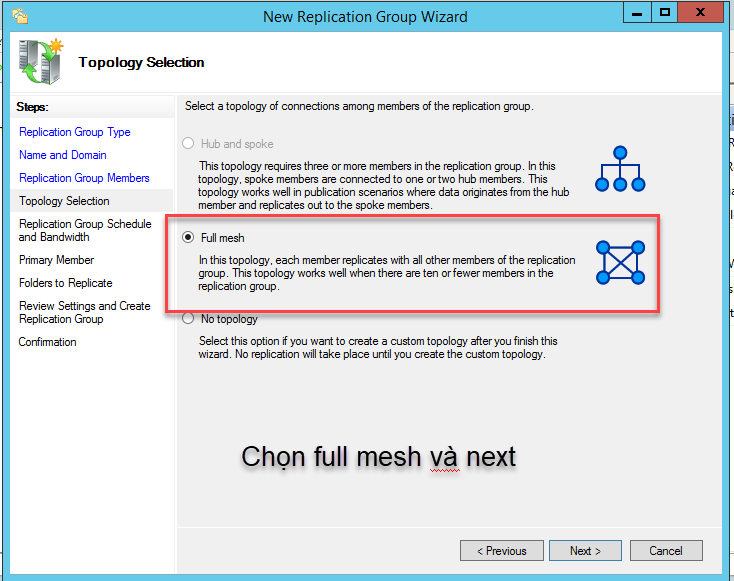 New Replication Group Wizard
Topology Selection
Steps:
Replication Group Type
Name and Domain
Replication Group Members
Topology Selection
Replication Group Schedule
and Bandwidth
Primary Member
Folders to Replicate
Review Settings and Create
Replication Group
Confirmation
Select a topology of connections among members of the replication group.
Hub and spoke
This topology requires three or more members in the replication group. In this
topology, spoke members are connected to one or two hub members. This
topology works well in publication scenarios where data originates from the hub
member and replicates out to the spoke members.
Full mesh
In this topology, each member replicates with all other members of the replication
group. This topology works well when there are ten or fewer members in the
replication group.
No topology
Select this option if you want to create a custom topology after you finish this
wizard. No replication will take place until you create the custom topology.
Chọn full mesh và next
< Previous
Next >
Cancel